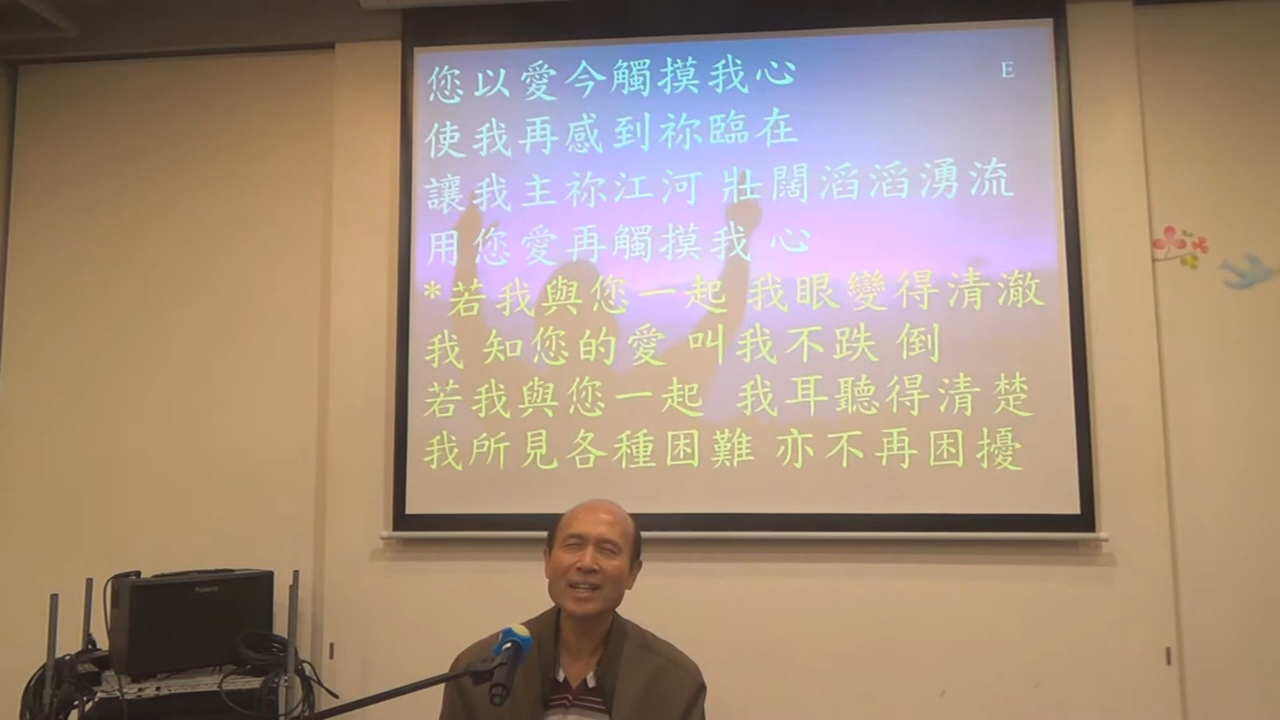 您以愛今觸摸我心
E
使我再感到祢臨在
讓我主祢江河 壯闊滔滔湧流
用您愛再觸摸我 心
*若我與您一起 我眼變得清澈
我 知您的愛 叫我不跌 倒
若我與您一起 我耳聽得清楚
我所見各種困難 亦不再困擾
Roland